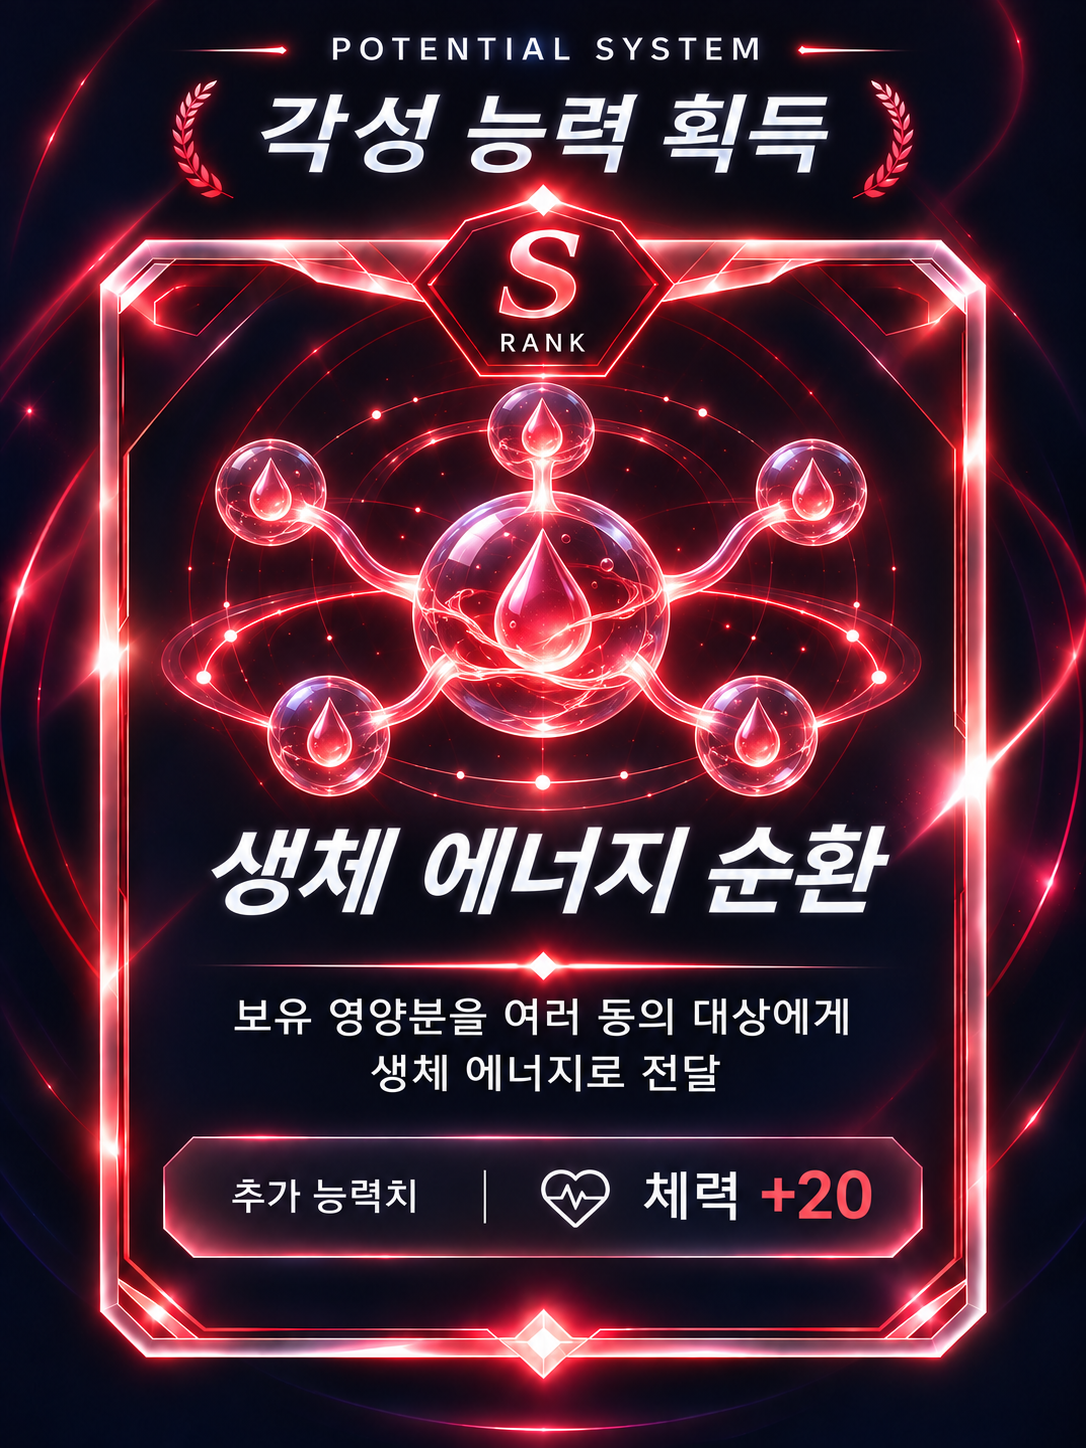 POTENTIAL SYSTEM
각성 능력 획득
S
RANK
생체 에너지 순환
보유 영양분을 여러 동의 대상에게
생체 에너지로 전달
추가 능력치 체력 +20